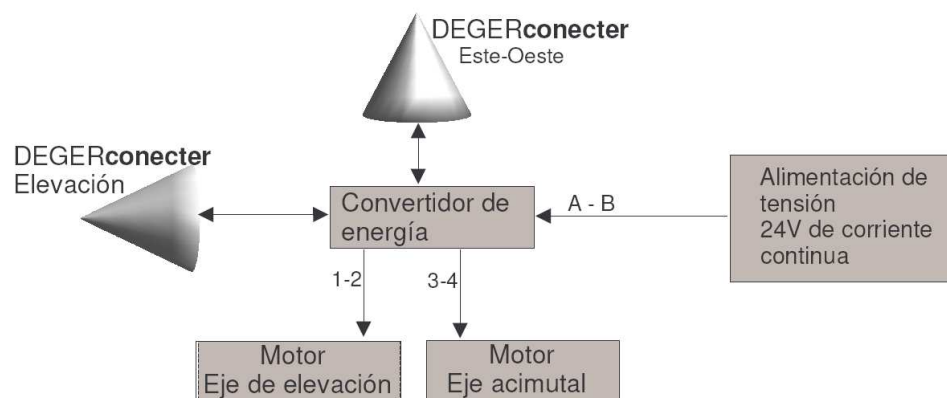 DEGERconecter
Este-Oeste
DEGERconecter
Elevación
Convertidor de
energía
A - B
Alimentación de
tensión
24V de corriente
continua
1-2
3-4
Motor
Eje de elevación
Motor
Eje acimutal